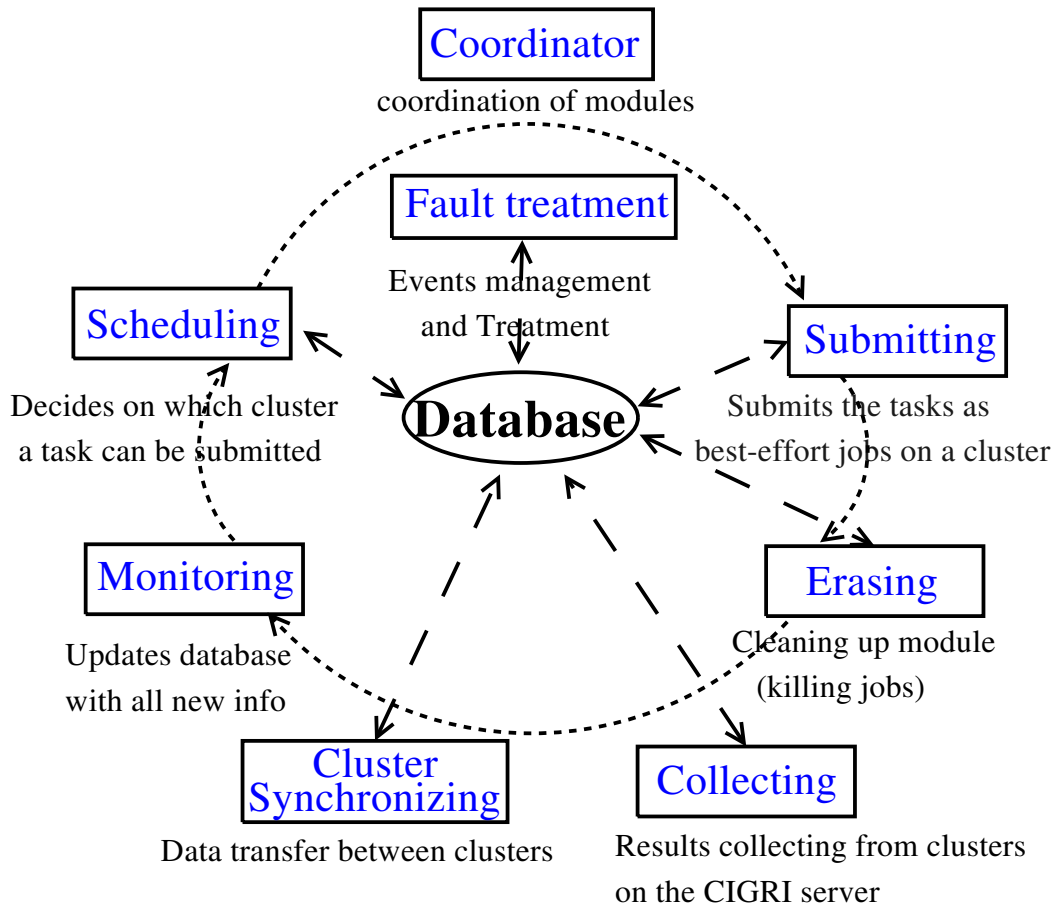 Coordinator
coordination of modules
Fault treatment
Events management
and Treatment
Scheduling
Decides on which cluster
a task can be submitted
Submitting
Submits the tasks as
best-effort jobs on a cluster
Database
Monitoring
Updates database
with all new info
Erasing
Cleaning up module
(killing jobs)
Cluster
Synchronizing
Data transfer between clusters
Collecting
Results collecting from clusters
on the CIGRI server